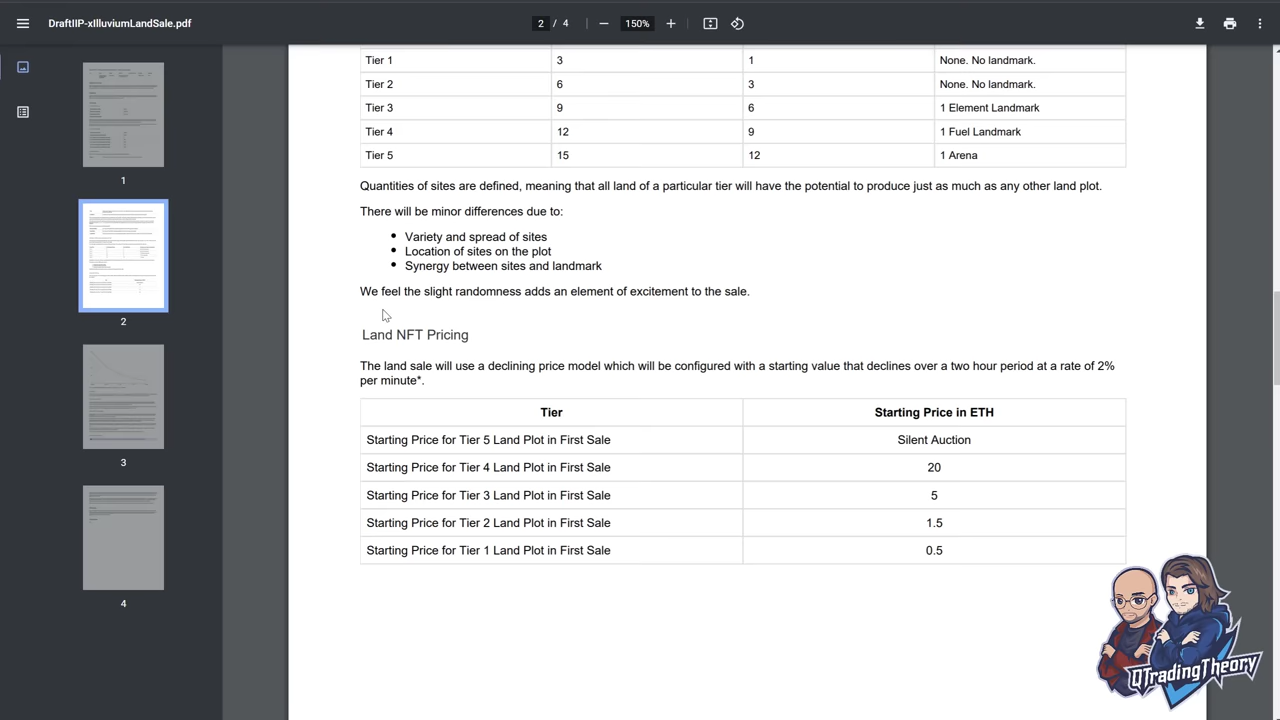 DraftIIP-xIlluviumLandSale.pdf
2 / 4
150%
1
2
3
4
Tier 1 3 1 None. No landmark.
Tier 2 6 3 None. No landmark.
Tier 3 9 6 1 Element Landmark
Tier 4 12 9 1 Fuel Landmark
Tier 5 15 12 1 Arena
Quantities of sites are defined, meaning that all land of a particular tier will have the potential to produce just as much as any other land plot.
There will be minor differences due to:
Variety and spread of sites
Location of sites on the plot
Synergy between sites and landmark
We feel the slight randomness adds an element of excitement to the sale.
Land NFT Pricing
The land sale will use a declining price model which will be configured with a starting value that declines over a two hour period at a rate of 2%
per minute*.
Tier Starting Price in ETH
Starting Price for Tier 5 Land Plot in First Sale Silent Auction
Starting Price for Tier 4 Land Plot in First Sale 20
Starting Price for Tier 3 Land Plot in First Sale 5
Starting Price for Tier 2 Land Plot in First Sale 1.5
Starting Price for Tier 1 Land Plot in First Sale 0.5
QTradingTheory